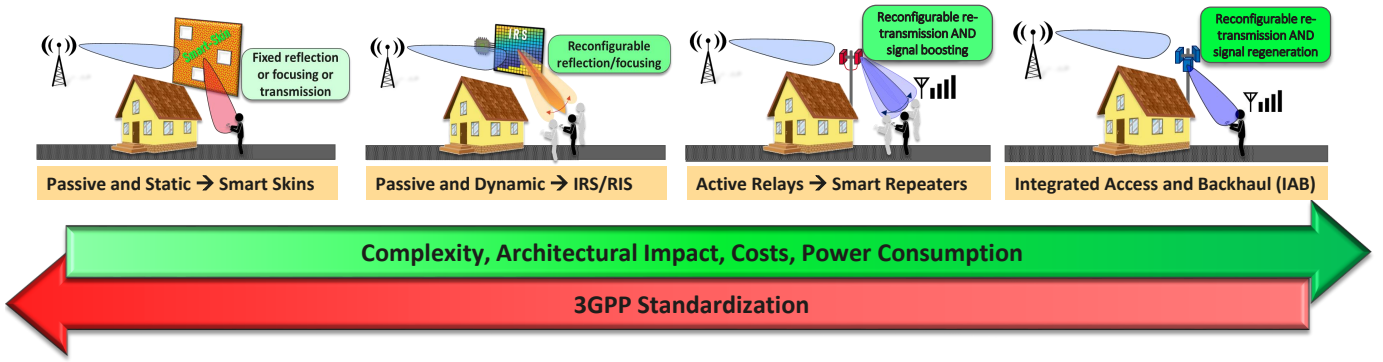 Smart-Skin
Fixed reflection
or focusing or
transmission
Passive and Static → Smart Skins
IRS
Reconfigurable
reflection/focusing
Passive and Dynamic → IRS/RIS
Reconfigurable re-
transmission AND
signal boosting
Active Relays → Smart Repeaters
Reconfigurable re-
transmission AND
signal regeneration
Integrated Access and Backhaul (IAB)
Complexity, Architectural Impact, Costs, Power Consumption
3GPP Standardization